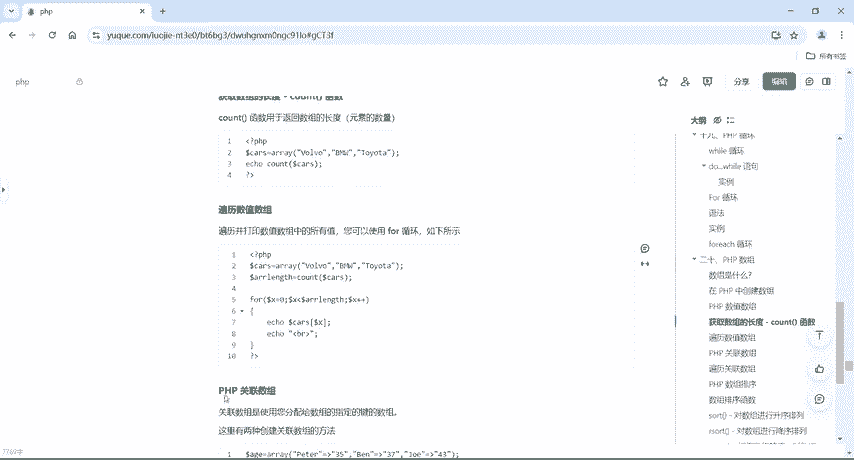 php
yuque.com/luojie-nt3e0/bt6bg3/dwuhgnxm0ngc91lo#gCT3f
所有书签
php
分享
编辑
获取数组的长度 - count() 函数
count() 函数用于返回数组的长度（元素的数量）
1 <?php
2 $cars=array("Volvo","BMW","Toyota");
3 echo count($cars);
4 ?>
遍历数值数组
遍历并打印数值数组中的所有值，您可以使用 for 循环，如下所示
1 <?php
2 $cars=array("Volvo","BMW","Toyota");
3 $arrlength=count($cars);
4
5 for($x=0;$x<$arrlength;$x++)
6 {
7 echo $cars[$x];
8 echo "<br>";
9 }
10 ?>
PHP 关联数组
关联数组是使用您分配给数组的指定的键的数组。
这里有两种创建关联数组的方法
1 $age=array("Peter"=>"35","Ben"=>"37","Joe"=>"43");
大纲
十九、PHP 循环
while 循环
do...while 语句
实例
For 循环
语法
实例
foreach 循环
二十、PHP 数组
数组是什么？
在 PHP 中创建数组
PHP 数值数组
获取数组的长度 - count() 函数
遍历数值数组
PHP 关联数组
遍历关联数组
PHP 数组排序
数组排序函数
sort() - 对数组进行升序排列
rsort() - 对数组进行降序排列
7769字